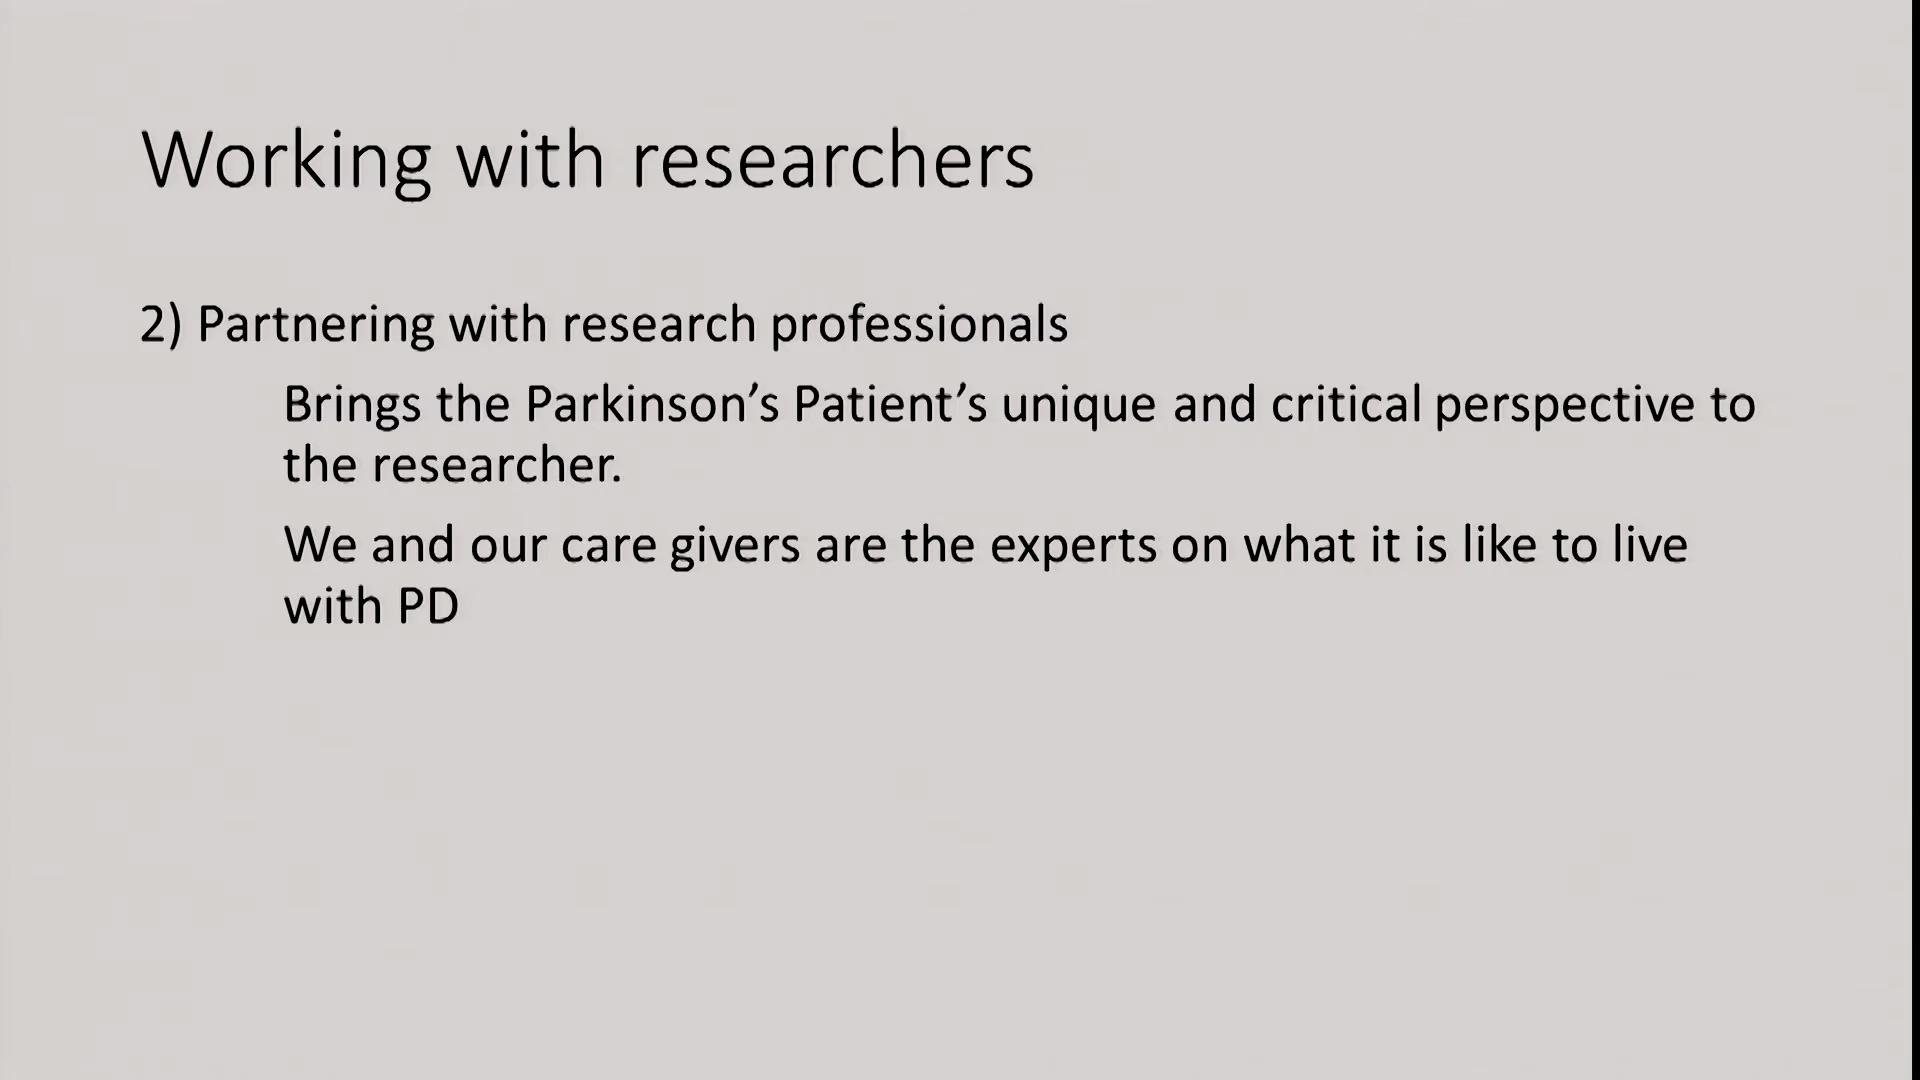 Working with researchers
2) Partnering with research professionals
Brings the Parkinson’s Patient’s unique and critical perspective to
the researcher.
We and our care givers are the experts on what it is like to live
with PD